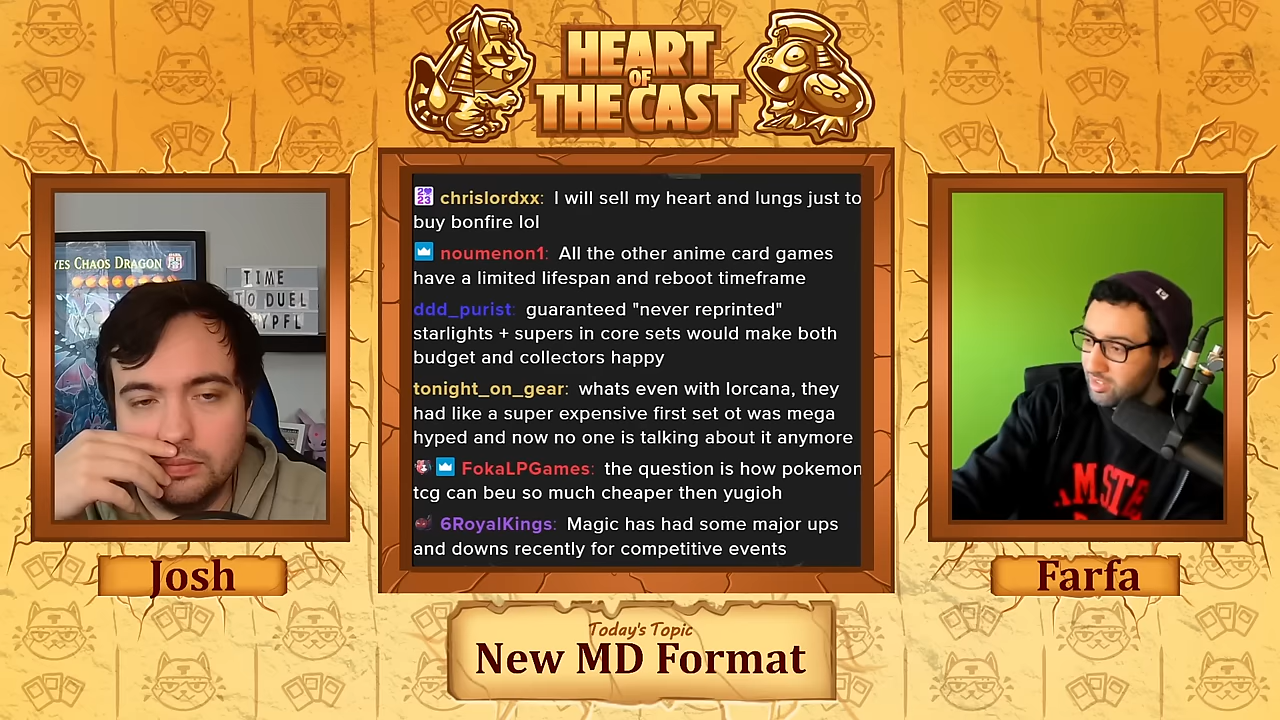 HEART
OF
THE CAST
YES CHAOS DRAGON
TIME
TO DUEL
YPFL
chrislordxx: I will sell my heart and lungs just to
buy bonfire lol
noumenon1: All the other anime card games
have a limited lifespan and reboot timeframe
ddd_purist: guaranteed "never reprinted"
starlights + supers in core sets would make both
budget and collectors happy
tonight_on_gear: whats even with lorcana, they
had like a super expensive first set ot was mega
hyped and now no one is talking about it anymore
FokaLPGames: the question is how pokemon
tcg can beu so much cheaper then yugioh
6RoyalKings: Magic has had some major ups
and downs recently for competitive events
Josh
Farfa
Today's Topic
New MD Format